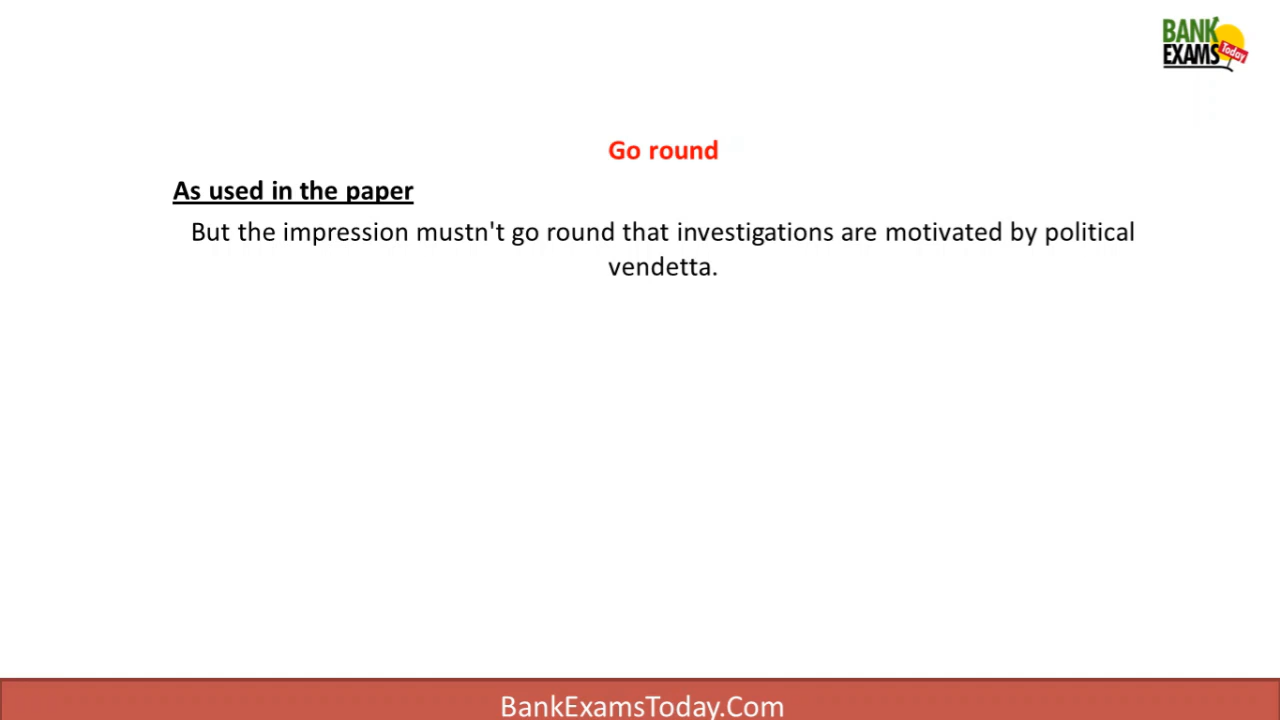 BANK
EXAMS Today
Go round
As used in the paper
But the impression mustn't go round that investigations are motivated by political
vendetta.
BankExamsToday.Com